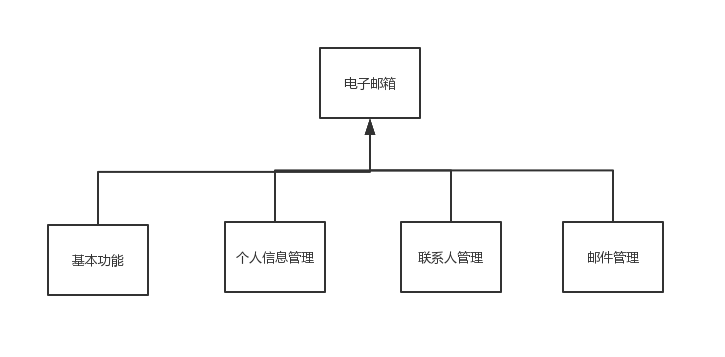 电子邮箱
基本功能
个人信息管理
联系人管理
邮件管理